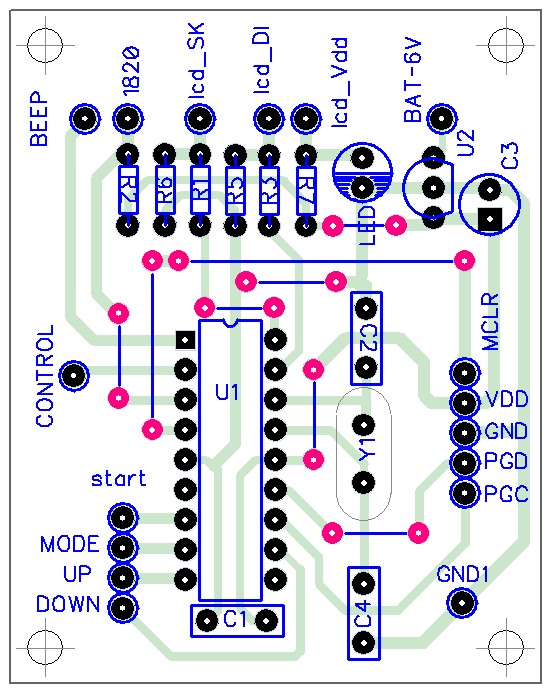 BEEP
1820
lcd_SK
lcd_DI
lcd_Vdd
BAT-6V
U2
C3
R2
R6
R1
R5
R3
R7
LED
CONTROL
U1
C2
MCLR
VDD
GND
PGD
PGC
Y1
start
MODE
UP
DOWN
C1
C4
GND1